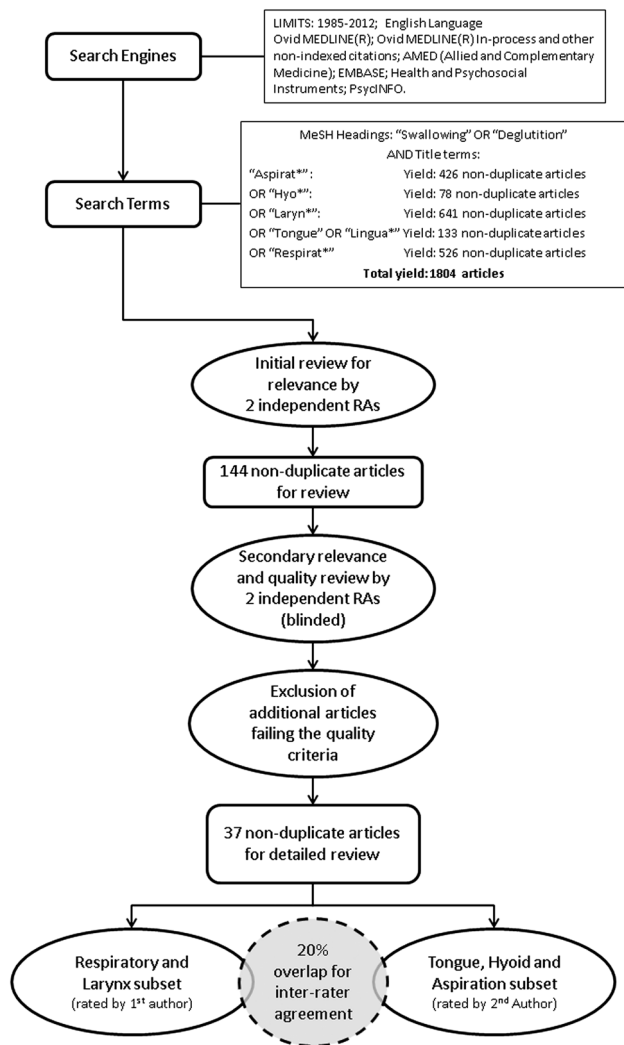 Search Engines
LIMITS: 1985-2012; English Language
Ovid MEDLINE(R); Ovid MEDLINE(R) In-process and other
non-indexed citations; AMED (Allied and Complementary
Medicine); EMBASE; Health and Psychosocial
Instruments; PsycINFO.
Search Terms
MeSH Headings: "Swallowing" OR "Deglutition"
AND Title terms:
"Aspirat*": Yield: 426 non-duplicate articles
OR "Hyo*": Yield: 78 non-duplicate articles
OR "Laryn*": Yield: 641 non-duplicate articles
OR "Tongue" OR "Lingua*" Yield: 133 non-duplicate articles
OR "Respirat*" Yield: 526 non-duplicate articles
Total yield:1804 articles
Initial review for
relevance by
2 independent RAs
144 non-duplicate articles
for review
Secondary relevance
and quality review by
2 independent RAs
(blinded)
Exclusion of
additional articles
failing the quality
criteria
37 non-duplicate articles
for detailed review
Respiratory and
Larynx subset
(rated by 1st author)
20%
overlap for
inter-rater
agreement
Tongue, Hyoid and
Aspiration subset
(rated by 2nd Author)